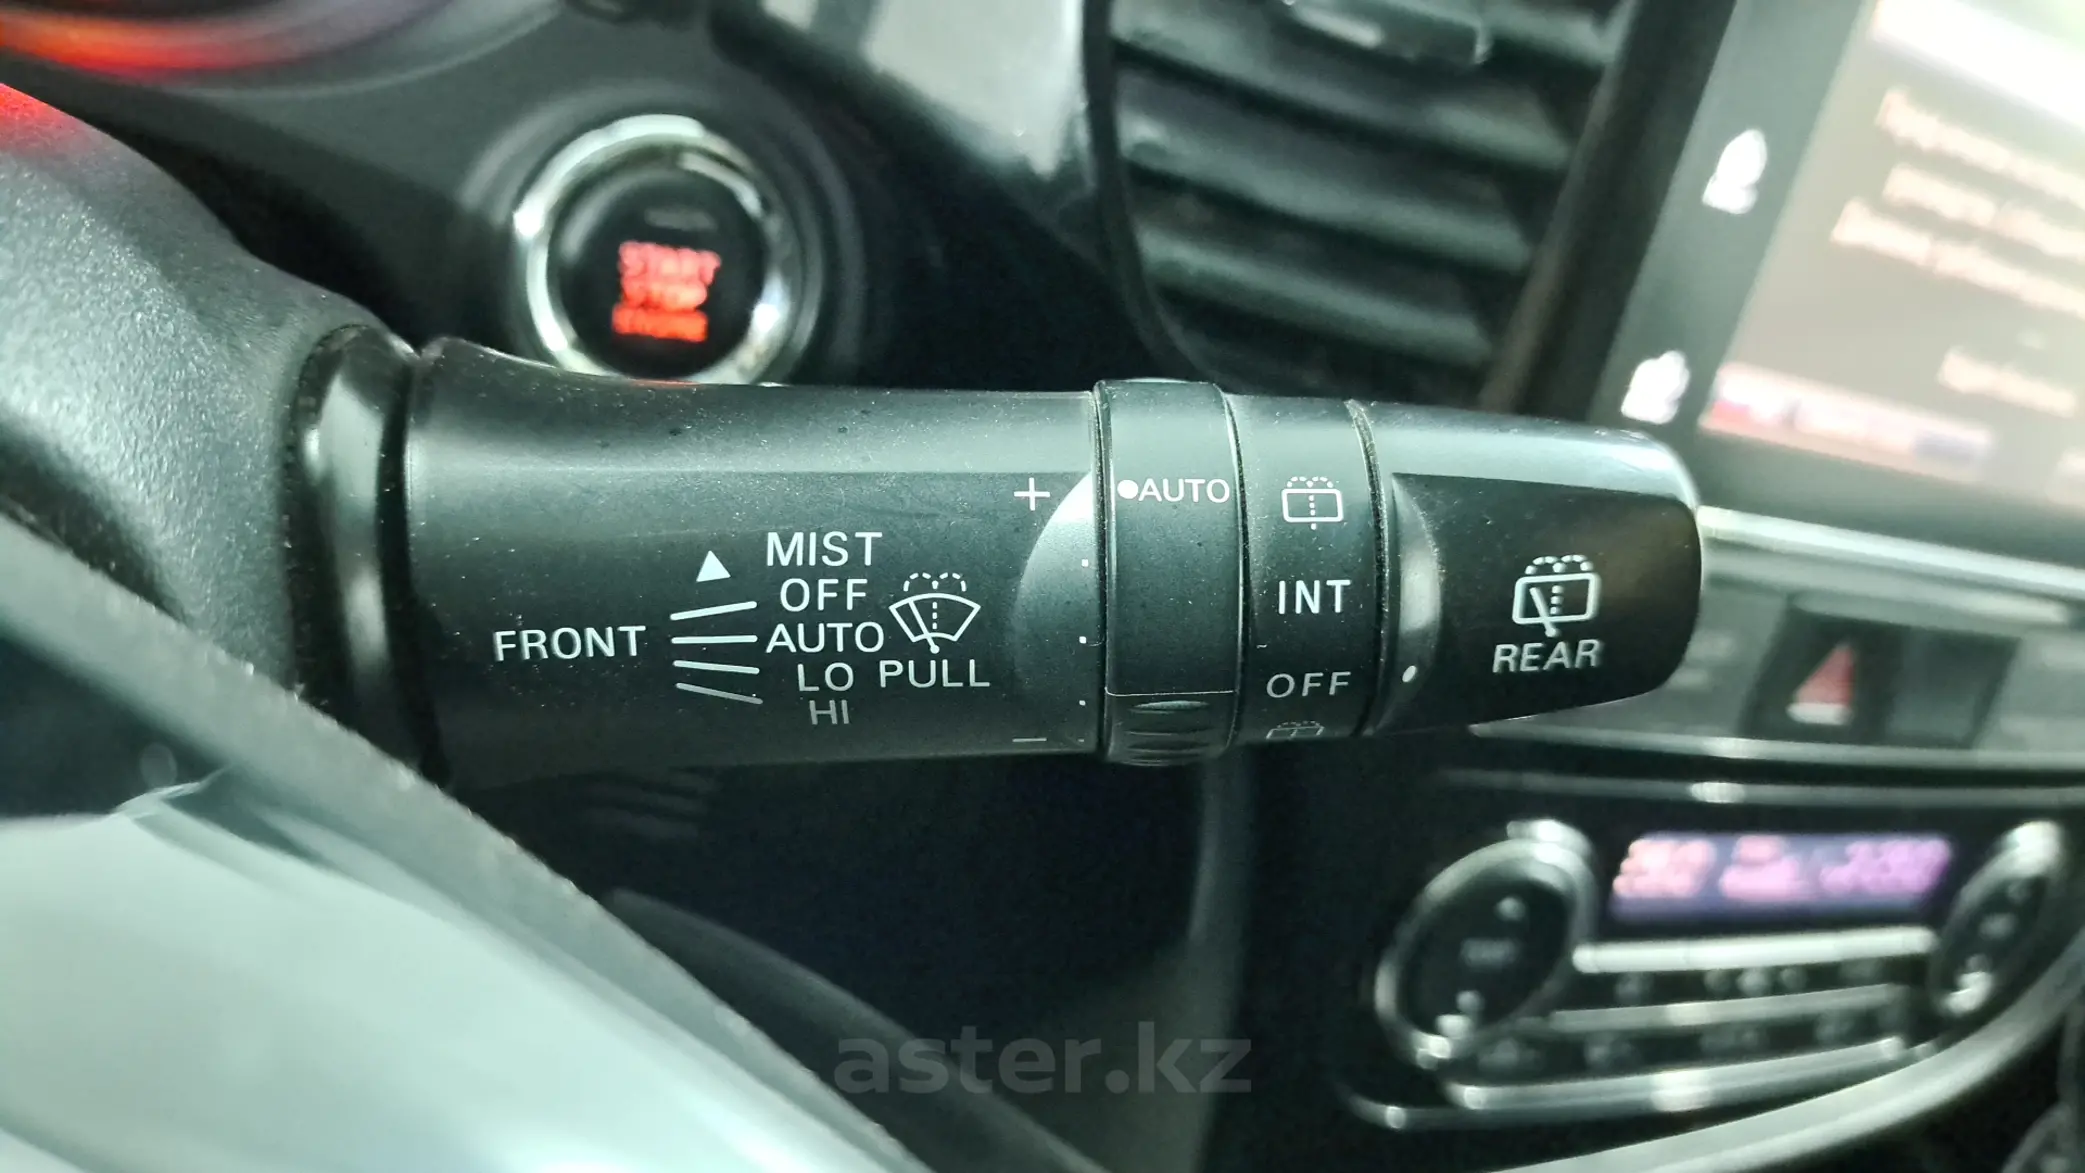 START
STOP
ENGINE
+
●AUTO
MIST
OFF
FRONT
AUTO
LO PULL
HI
−
INT
OFF
REAR
aster.kz